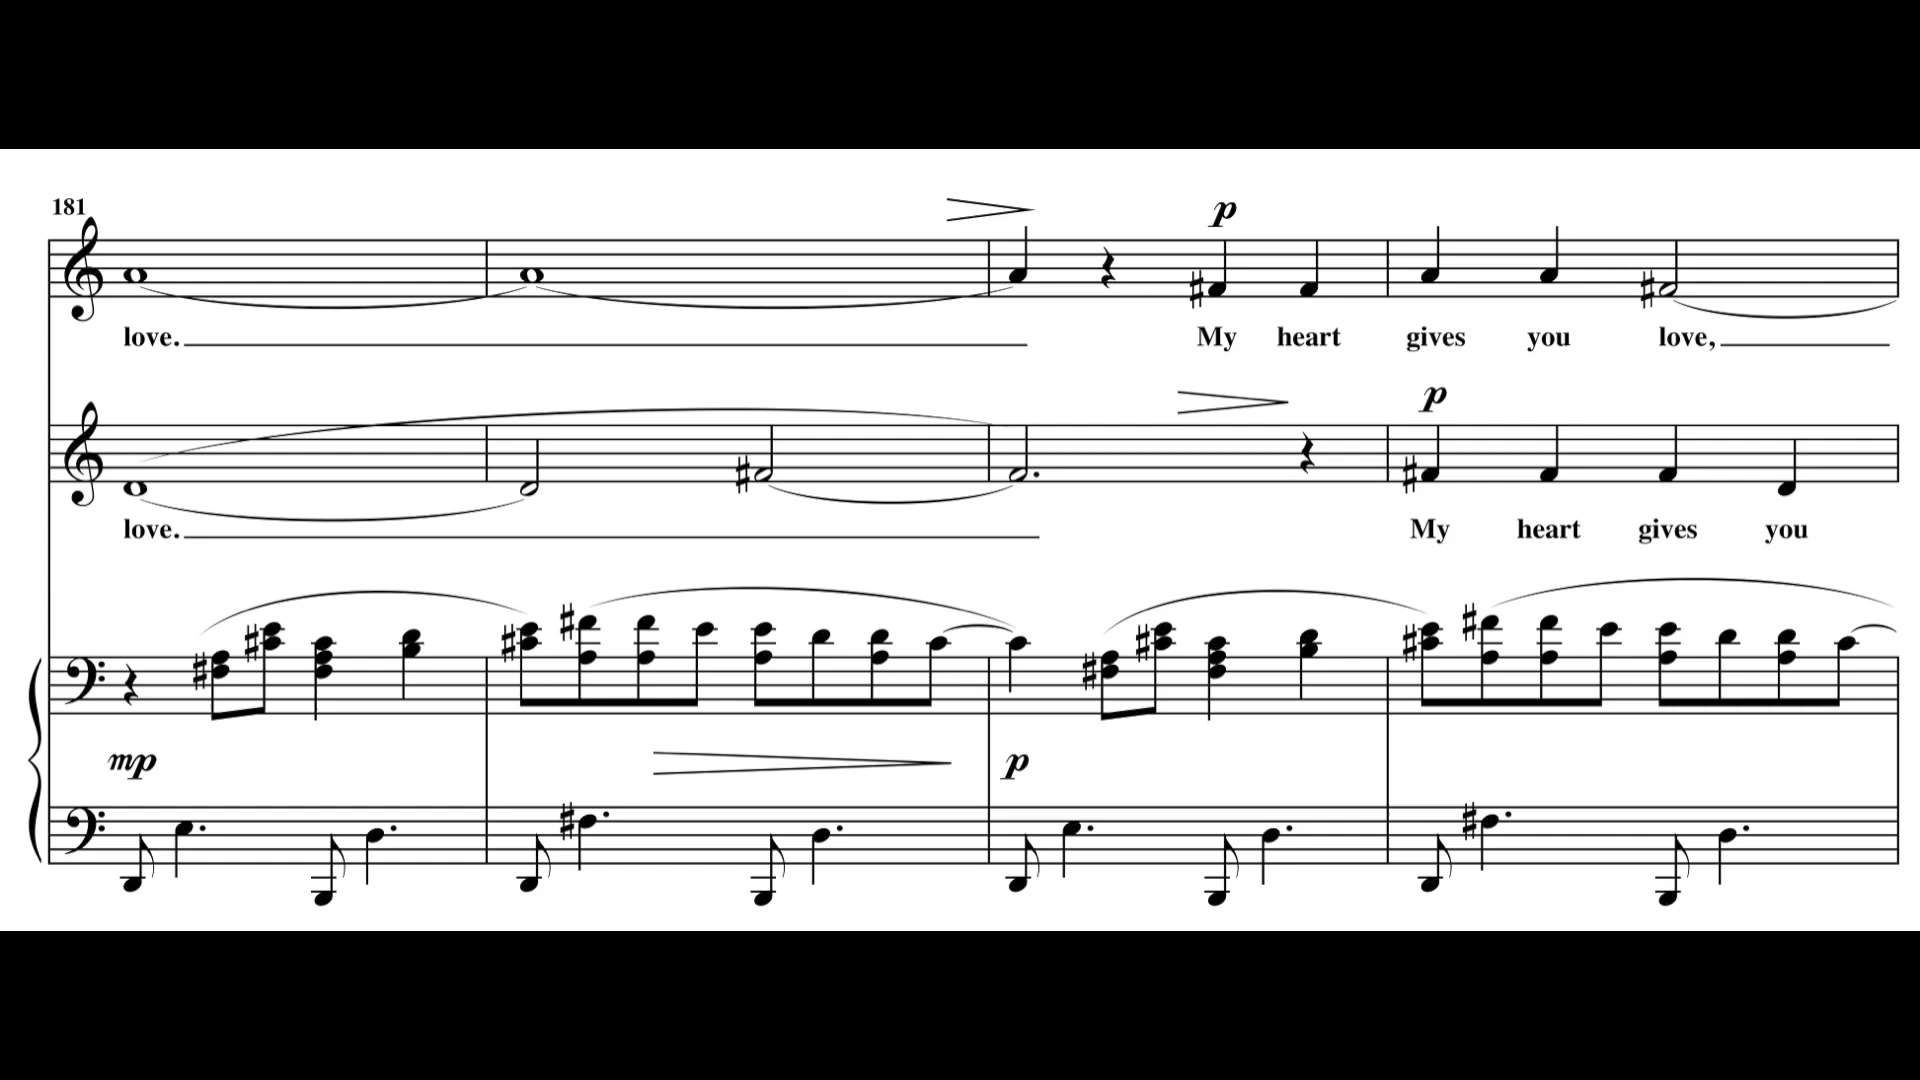 181
p
love. My heart gives you love,
p
love. My heart gives you
mp p